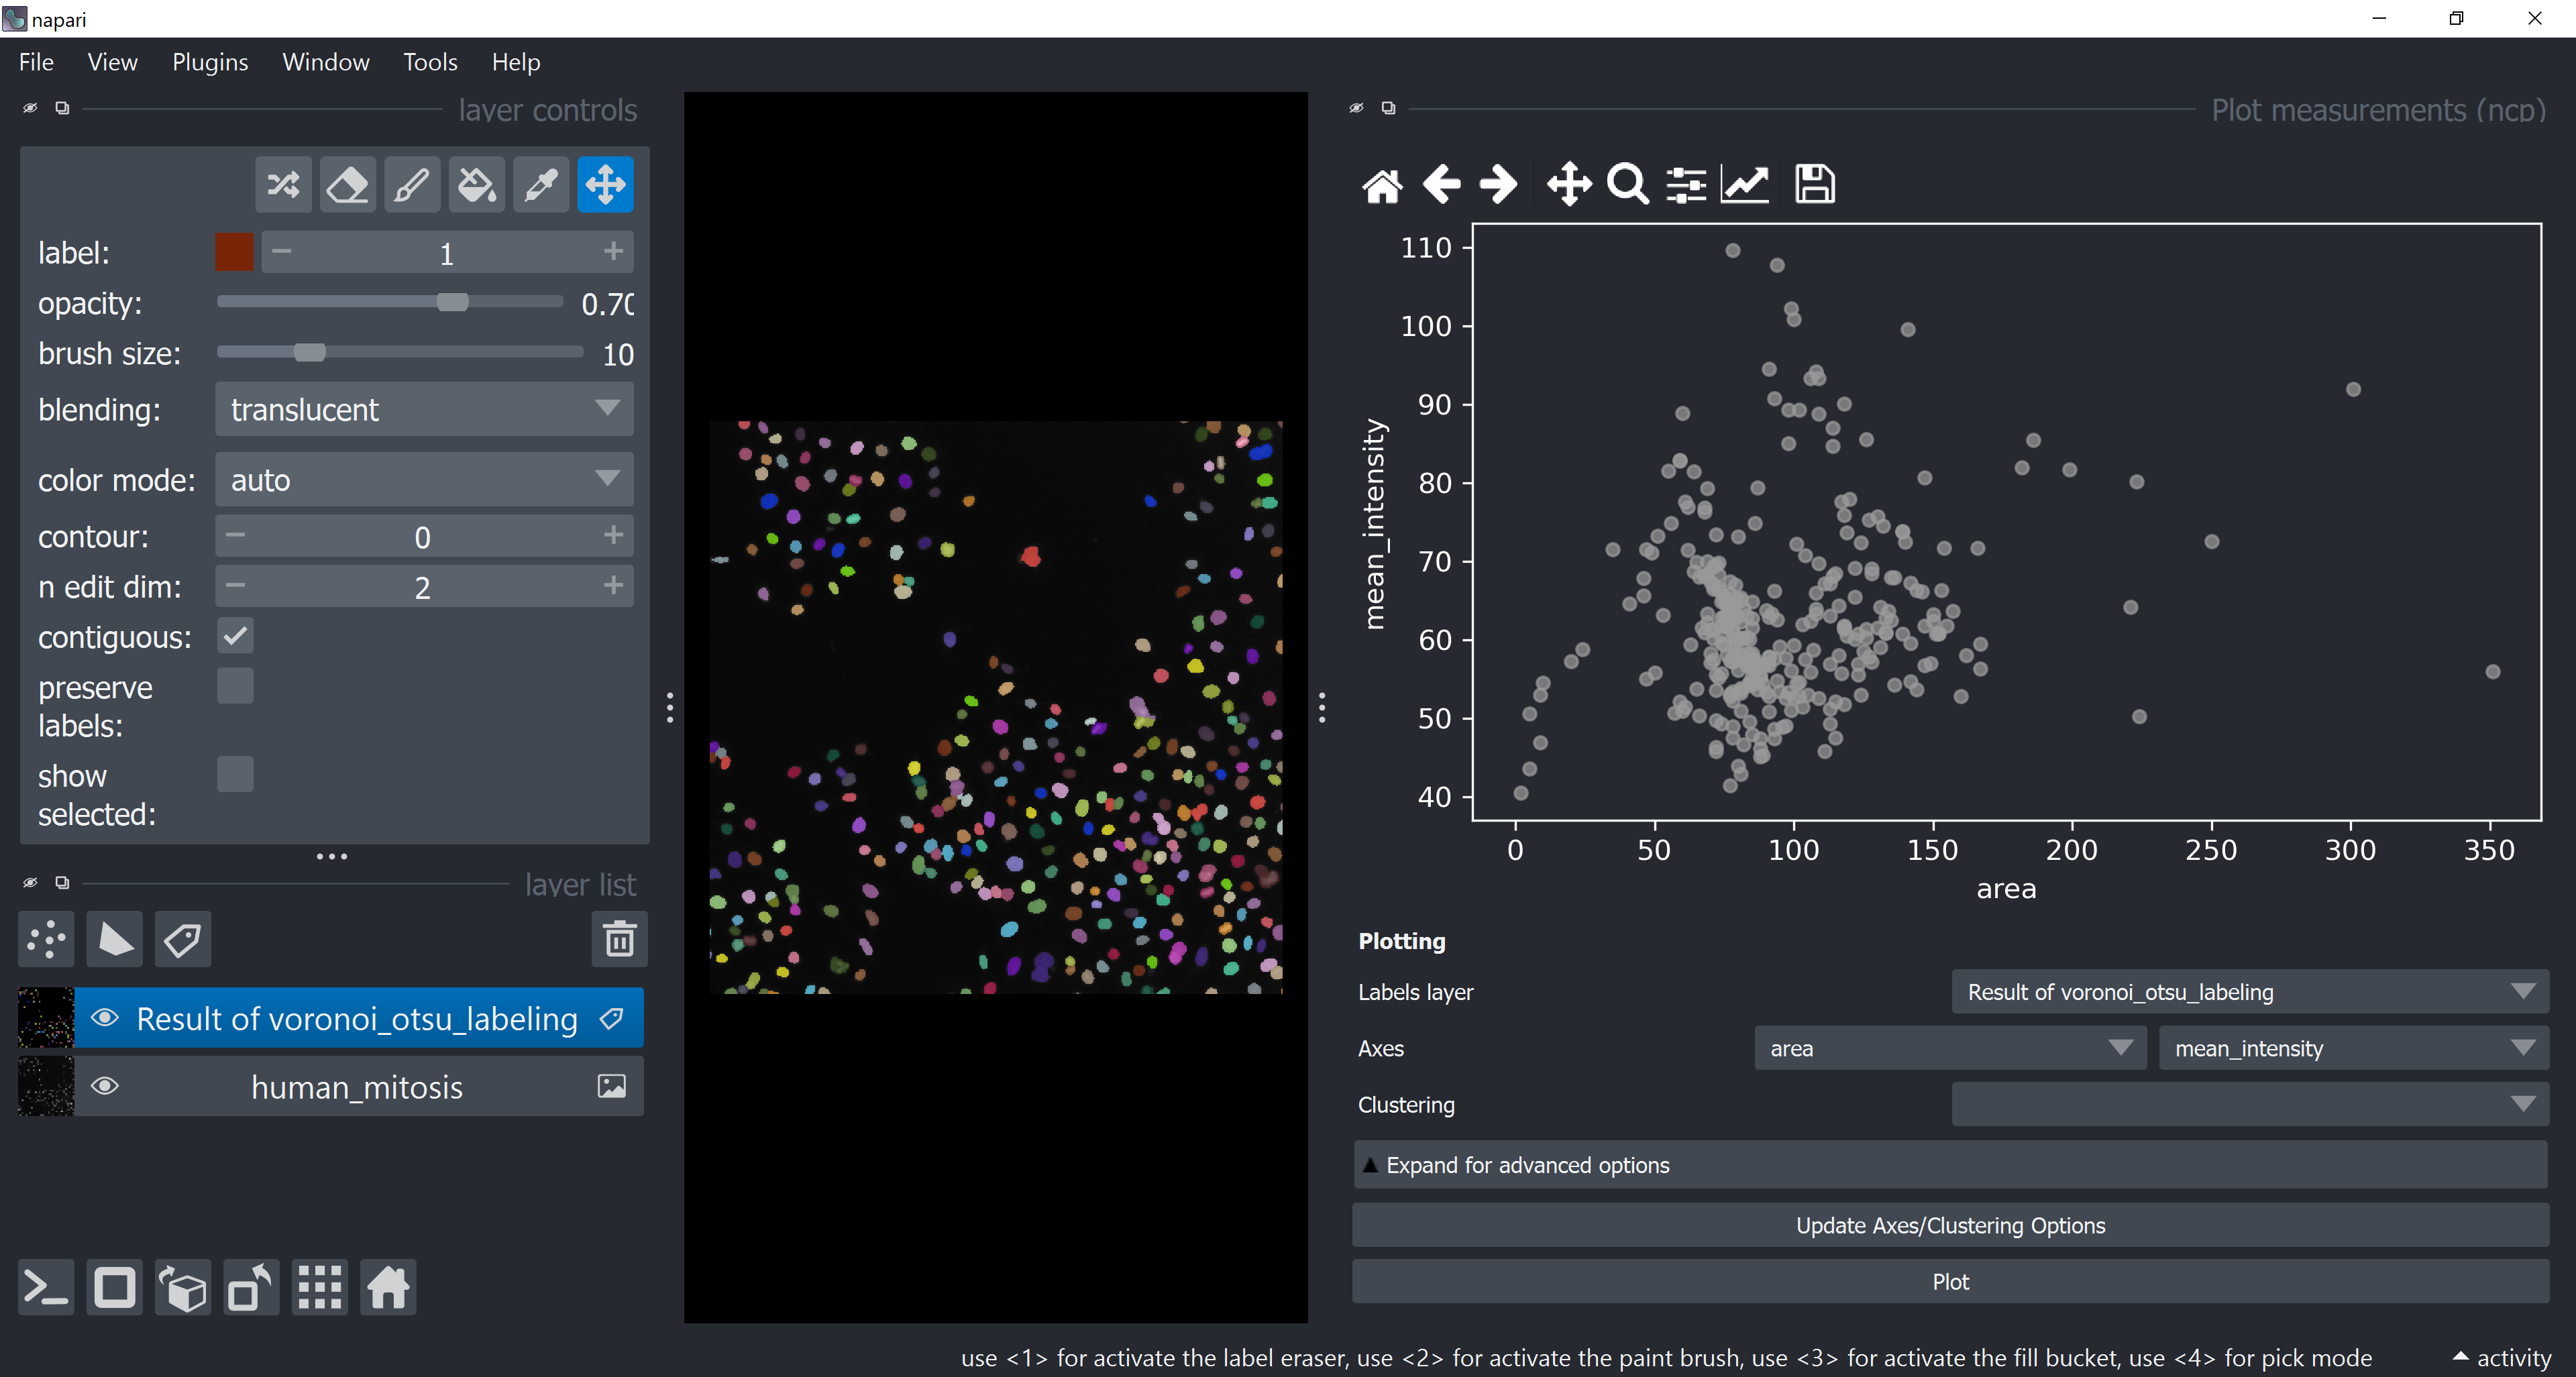 napari
File View Plugins Window Tools Help
layer controls
label: 1
opacity: 0.70
brush size: 10
blending: translucent
color mode: auto
contour: 0
n edit dim: 2
contiguous:
preserve
labels:
show
selected:
layer list
Result of voronoi_otsu_labeling
human_mitosis
Plot measurements (ncp)
110
100
90
80
70
60
50
40
mean_intensity
0 50 100 150 200 250 300 350
area
Plotting
Labels layer Result of voronoi_otsu_labeling
Axes area mean_intensity
Clustering
Expand for advanced options
Update Axes/Clustering Options
Plot
use <1> for activate the label eraser, use <2> for activate the paint brush, use <3> for activate the fill bucket, use <4> for pick mode activity